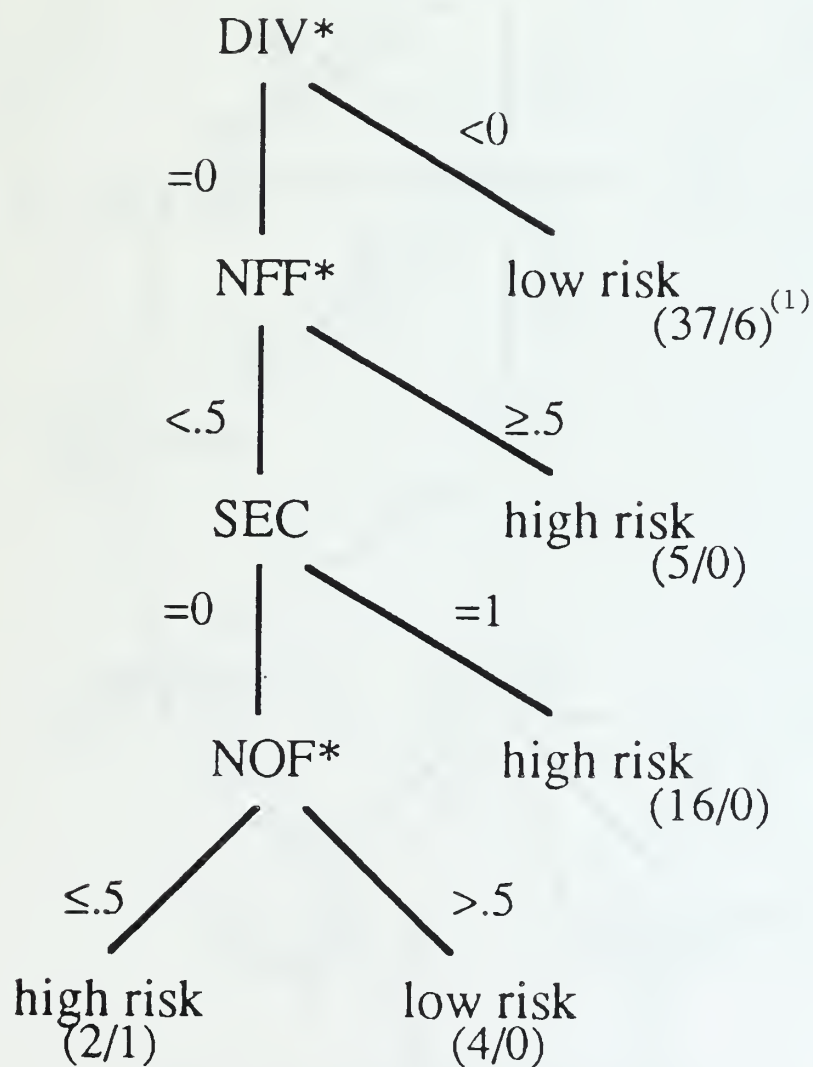 DIV*
=0
<0
NFF*
low risk
(37/6)(1)
<.5
≥.5
SEC
high risk
(5/0)
=0
=1
NOF*
high risk
(16/0)
≤.5
>.5
high risk
(2/1)
low risk
(4/0)